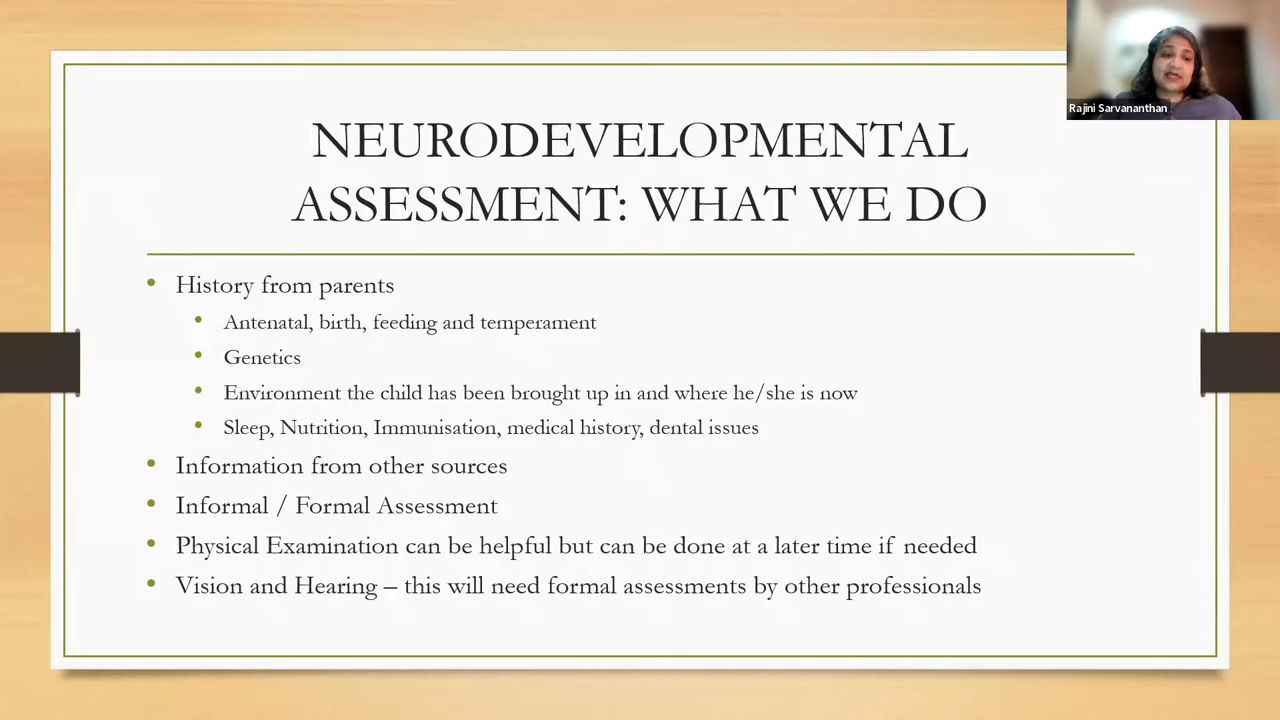 Rajini Sarvananthan
NEURODEVELOPMENTAL
ASSESSMENT: WHAT WE DO
• History from parents
• Antenatal, birth, feeding and temperament
• Genetics
• Environment the child has been brought up in and where he/she is now
• Sleep, Nutrition, Immunisation, medical history, dental issues
• Information from other sources
• Informal / Formal Assessment
• Physical Examination can be helpful but can be done at a later time if needed
• Vision and Hearing – this will need formal assessments by other professionals